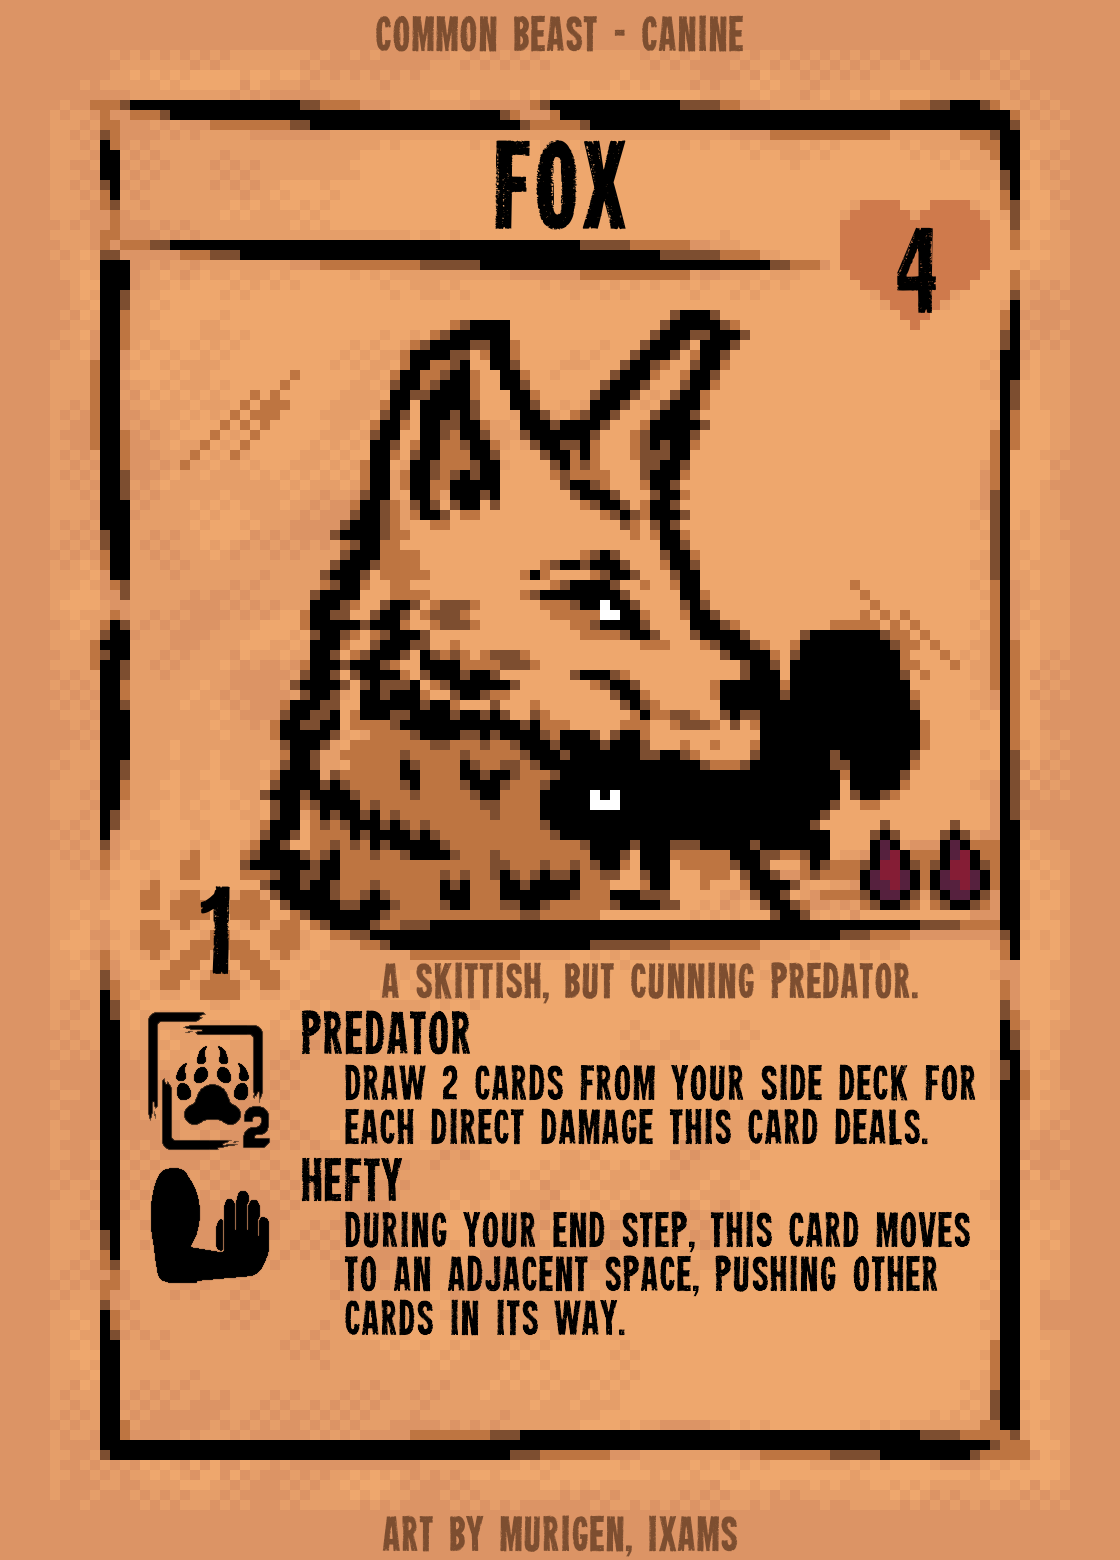 COMMON BEAST - CANINE
FOX
4
1
A SKITTISH, BUT CUNNING PREDATOR.
PREDATOR
DRAW 2 CARDS FROM YOUR SIDE DECK FOR
EACH DIRECT DAMAGE THIS CARD DEALS.
2
HEFTY
DURING YOUR END STEP, THIS CARD MOVES
TO AN ADJACENT SPACE, PUSHING OTHER
CARDS IN ITS WAY.
ART BY MURIGEN, IXAMS